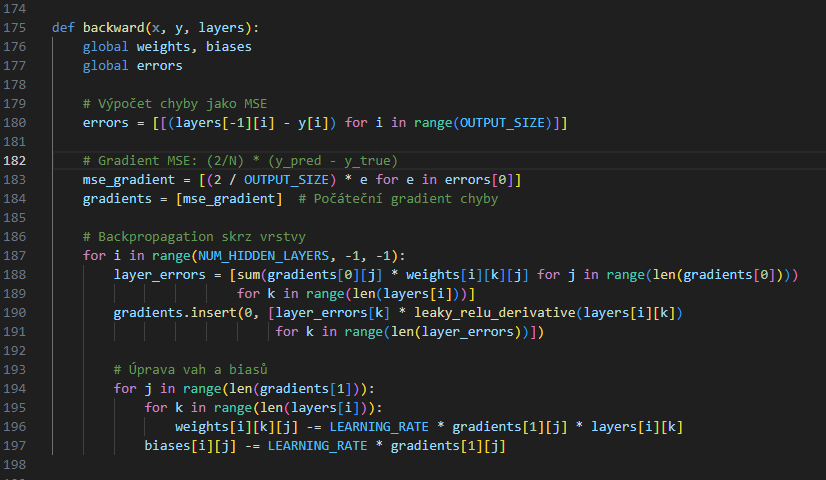 174
175 def backward(x, y, layers):
176     global weights, biases
177     global errors
178
179     # Výpočet chyby jako MSE
180     errors = [[(layers[-1][i] - y[i]) for i in range(OUTPUT_SIZE)]]
181
182     # Gradient MSE: (2/N) * (y_pred - y_true)
183     mse_gradient = [(2 / OUTPUT_SIZE) * e for e in errors[0]]
184     gradients = [mse_gradient]  # Počáteční gradient chyby
185
186     # Backpropagation skrz vrstvy
187     for i in range(NUM_HIDDEN_LAYERS, -1, -1):
188         layer_errors = [sum(gradients[0][j] * weights[i][k][j] for j in range(len(gradients[0])))
189                         for k in range(len(layers[i]))]
190         gradients.insert(0, [layer_errors[k] * leaky_relu_derivative(layers[i][k])
191                              for k in range(len(layer_errors))])
192
193         # Úprava vah a biasů
194         for j in range(len(gradients[1])):
195             for k in range(len(layers[i])):
196                 weights[i][k][j] -= LEARNING_RATE * gradients[1][j] * layers[i][k]
197             biases[i][j] -= LEARNING_RATE * gradients[1][j]
198